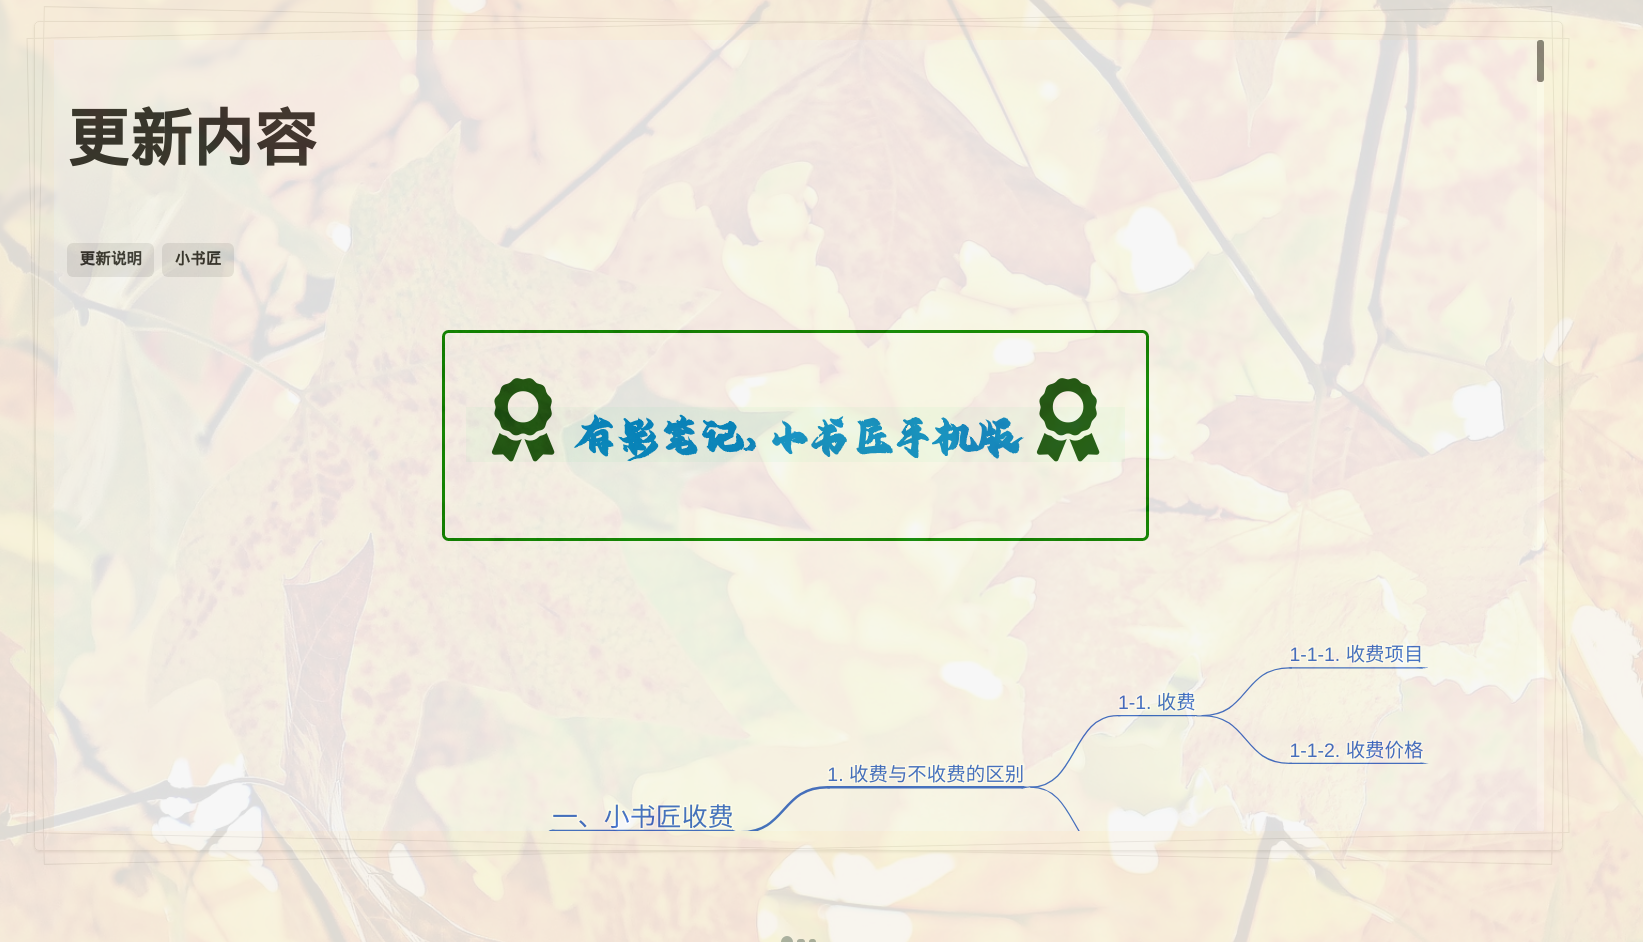 更新内容
更新说明 小书匠
有影笔记、小书匠手机版
1-1-1. 收费项目
1-1. 收费
1-1-2. 收费价格
1. 收费与不收费的区别
一、小书匠收费